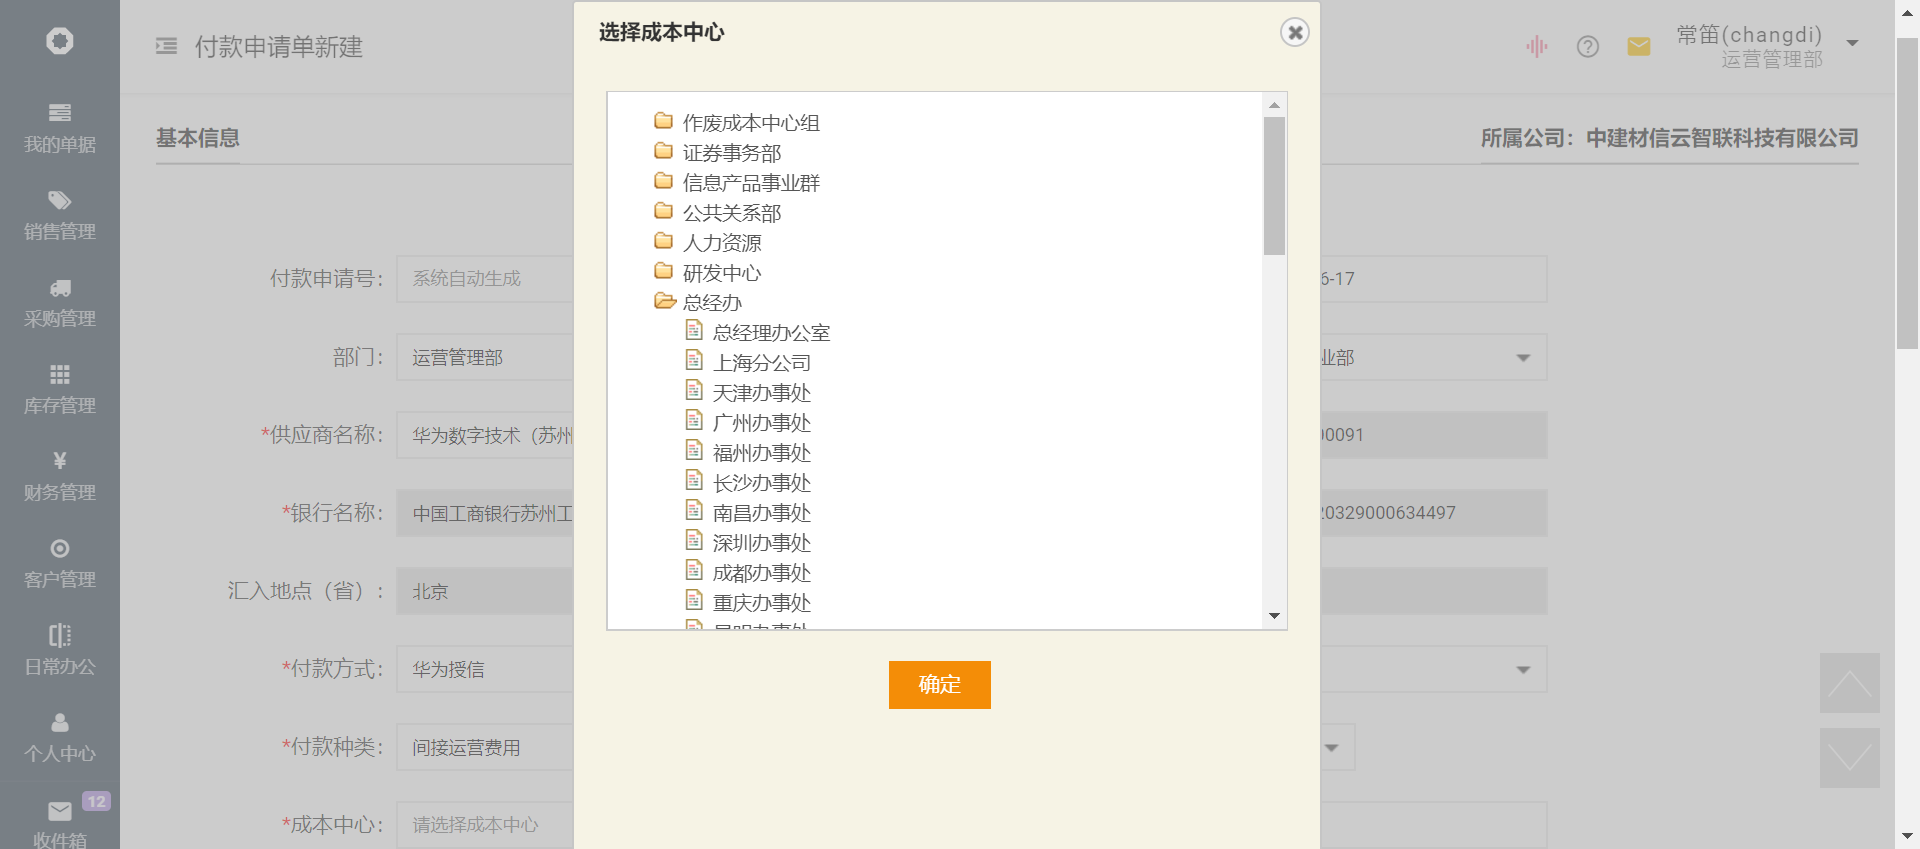 付款申请单新建
常笛(changdi)
运营管理部
我的单据
销售管理
采购管理
库存管理
¥
财务管理
客户管理
日常办公
个人中心
12
收件箱
基本信息
所属公司：中建材信云智联科技有限公司
付款申请号：
系统自动生成
6-17
部门：
运营管理部
业部
*供应商名称：
华为数字技术（苏州
00091
*银行名称：
中国工商银行苏州工
20329000634497
汇入地点（省）：
北京
*付款方式：
华为授信
*付款种类：
间接运营费用
*成本中心：
请选择成本中心
选择成本中心
作废成本中心组
证券事务部
信息产品事业群
公共关系部
人力资源
研发中心
总经办
总经理办公室
上海分公司
天津办事处
广州办事处
福州办事处
长沙办事处
南昌办事处
深圳办事处
成都办事处
重庆办事处
昆明办事处
确定